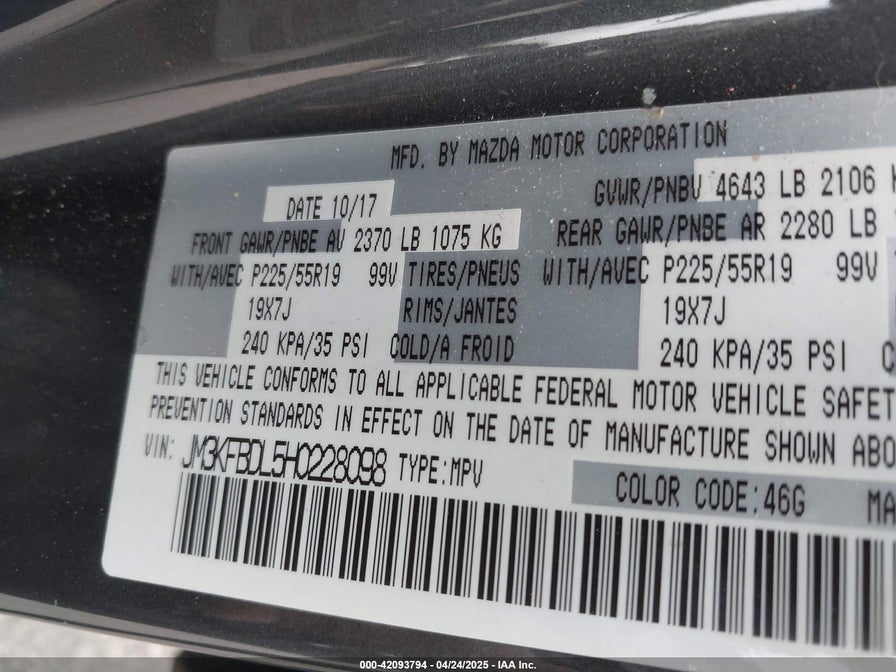 MFD. BY MAZDA MOTOR CORPORATION
DATE 10/17 GVWR/PNBV 4643 LB 2106
FRONT GAWR/PNBE AV 2370 LB 1075 KG REAR GAWR/PNBE AR 2280 LB
WITH/AVEC P225/55R19 99V TIRES/PNEUS WITH/AVEC P225/55R19 99V
19X7J RIMS/JANTES 19X7J
240 KPA/35 PSI COLD/A FROID 240 KPA/35 PSI C
THIS VEHICLE CONFORMS TO ALL APPLICABLE FEDERAL MOTOR VEHICLE SAFET
PREVENTION STANDARDS IN EFFECT ON THE DATE OF MANUFACTURE SHOWN ABO
VIN: JM3KFBDL5H0228098 TYPE:MPV
COLOR CODE:46G MA
000-42093794 - 04/24/2025 - IAA Inc.